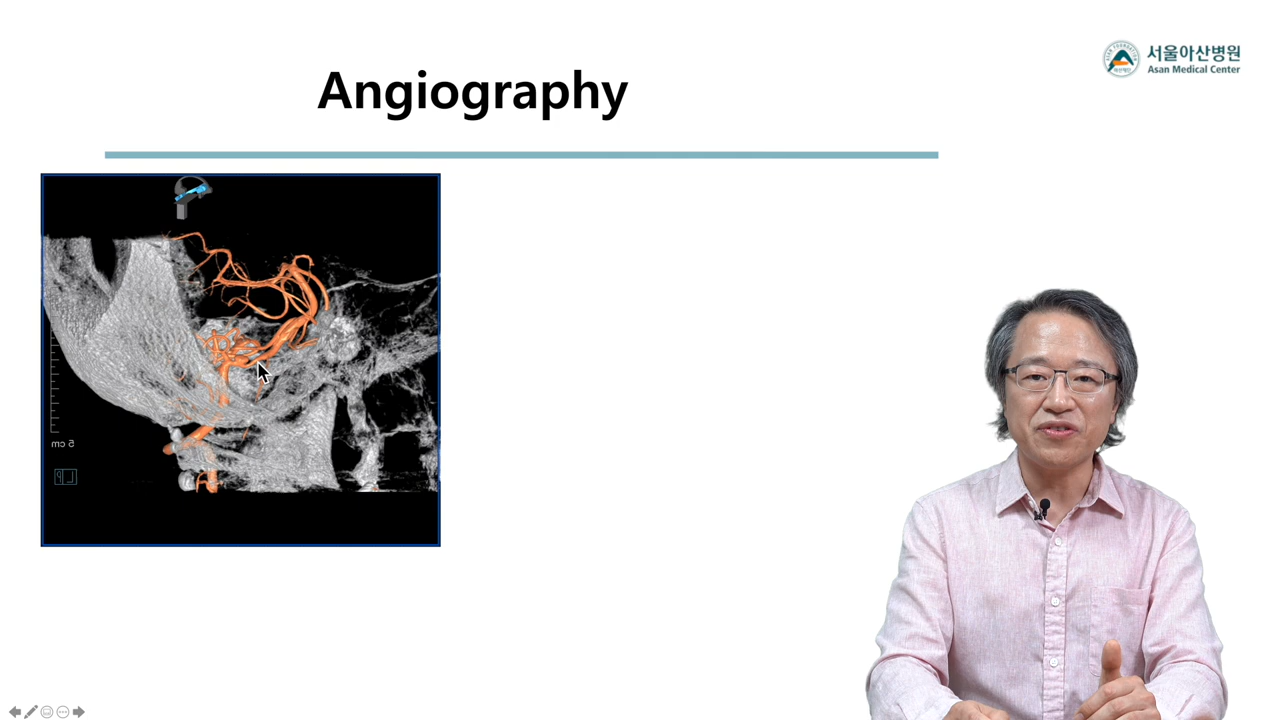 Angiography
서울아산병원
Asan Medical Center
5 cm